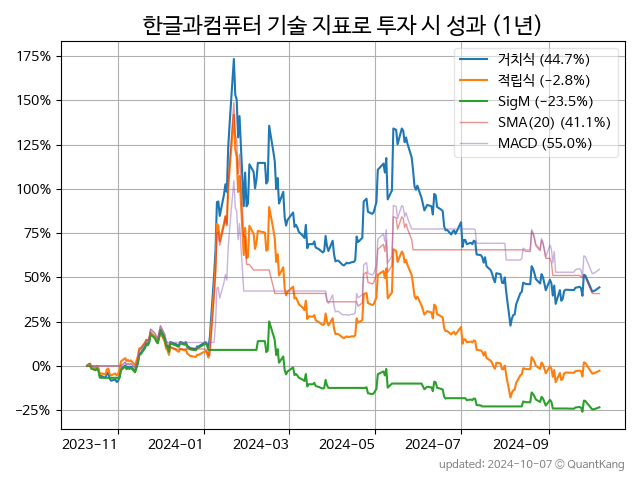 한글과컴퓨터 기술 지표로 투자 시 성과 (1년)
175%
150%
125%
100%
75%
50%
25%
0%
−25%
거치식 (44.7%)
적립식 (−2.8%)
SigM (−23.5%)
SMA(20) (41.1%)
MACD (55.0%)
2023-11
2024-01
2024-03
2024-05
2024-07
2024-09
updated: 2024-10-07 © QuantKang